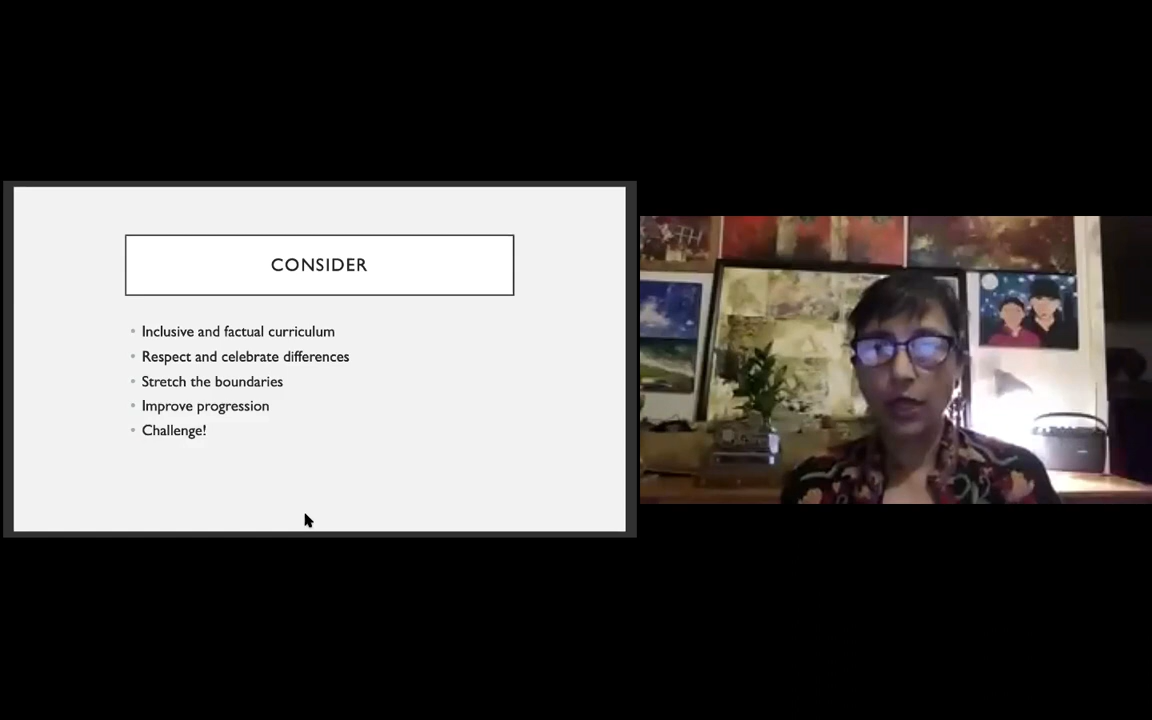 CONSIDER
Inclusive and factual curriculum
Respect and celebrate differences
Stretch the boundaries
Improve progression
Challenge!